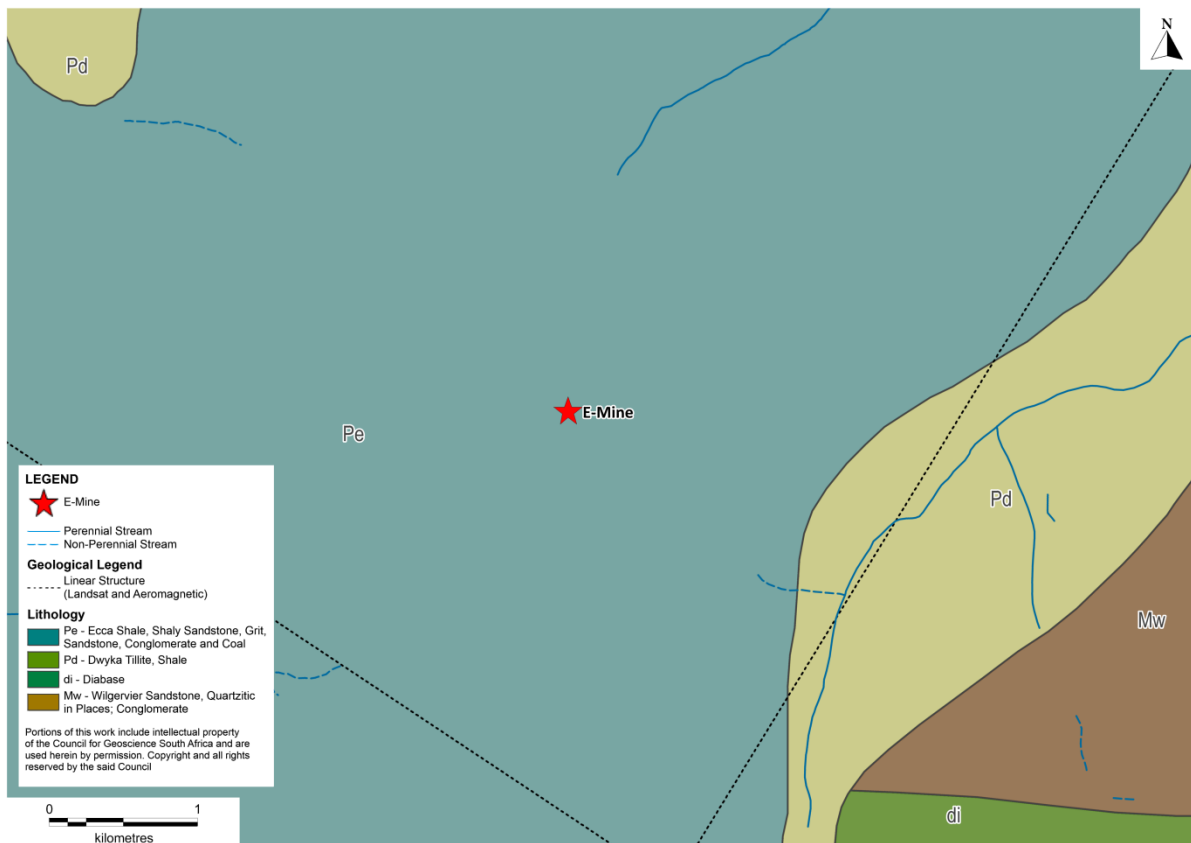 N
Pd
E-Mine
Pe
Pd
Mw
di
LEGEND
E-Mine
Perennial Stream
Non-Perennial Stream
Geological Legend
Linear Structure
(Landsat and Aeromagnetic)
Lithology
Pe - Ecca Shale, Shaly Sandstone, Grit,
Sandstone, Conglomerate and Coal
Pd - Dwyka Tillite, Shale
di - Diabase
Mw - Wilgervier Sandstone, Quartzitic
in Places; Conglomerate
Portions of this work include intellectual property
of the Council for Geoscience South Africa and are
used herein by permission. Copyright and all rights
reserved by the said Council
0 1
kilometres